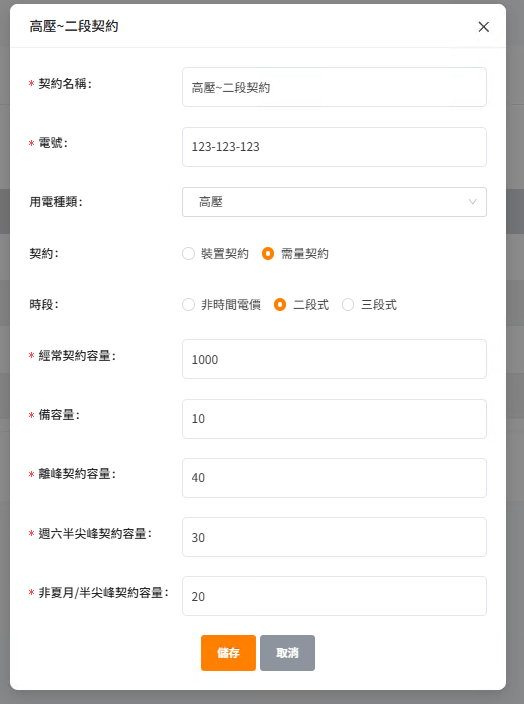 高壓~二段契約
* 契約名稱：
高壓~二段契約
* 電號：
123-123-123
用電種類：
高壓
契約：
裝置契約 需量契約
時段：
非時間電價 二段式 三段式
* 經常契約容量：
1000
* 備容量：
10
* 離峰契約容量：
40
* 週六半尖峰契約容量：
30
* 非夏月/半尖峰契約容量：
20
儲存 取消